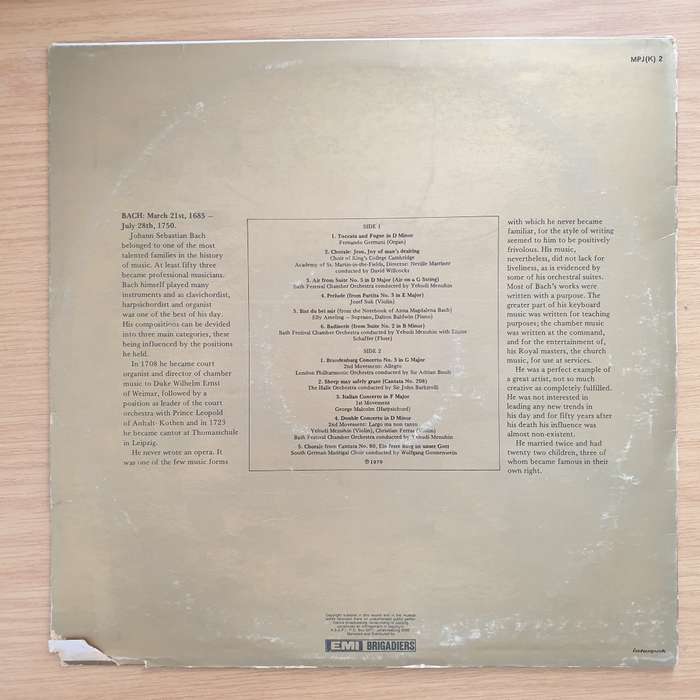 MPJ(K) 2
BACH: March 21st, 1685 –
July 28th, 1750.
Johann Sebastian Bach
belonged to one of the most
talented families in the history
of music. At least fifty three
became professional musicians.
Bach himself played many
instruments and as clavichordist,
harpsichordist and organist
was one of the best of his day.
His compositions can be devided
into three main categories, these
being influenced by the positions
he held.
In 1708 he became court
organist and director of chamber
music to Duke Wilhelm Ernst
of Weimar, followed by a
position as leader of the court
orchestra with Prince Leopold
of Anhalt-Kothen and in 1723
he became cantor at Thomasschule
in Leipzig.
He never wrote an opera. It
was one of the few music forms
SIDE 1
1. Toccata and Fugue in D Minor
Fernando Germani (Organ)
2. Chorale: Jesu, Joy of man's desiring
Choir of King's College Cambridge
Academy of St. Martin-in-the-Fields, Director: Neville Marriner
conducted by David Willcocks
3. Air from Suite No. 3 in D Major (Air on a G String)
Bath Festival Chamber Orchestra conducted by Yehudi Menuhin
4. Prelude (from Partita No. 3 in E Major)
Josef Suk (Violin)
5. Bist du bei mir (from the Notebook of Anna Magdalena Bach)
Elly Ameling – Soprano, Dalton Baldwin (Piano)
6. Badinerie (from Suite No. 2 in B Minor)
Bath Festival Chamber Orchestra conducted by Yehudi Menuhin with Elaine
Schaffer (Flute)
SIDE 2
1. Brandenburg Concerto No. 3 in G Major
2nd Movement: Allegro
London Philharmonic Orchestra conducted by Sir Adrian Boult
2. Sheep may safely graze (Cantata No. 208)
The Halle Orchestra conducted by Sir John Barbirolli
3. Italian Concerto in F Major
1st Movement
George Malcolm (Harpsichord)
4. Double Concerto in D Minor
2nd Movement: Largo ma non tanto
Yehudi Menuhin (Violin), Christian Ferras (Violin)
Bath Festival Chamber Orchestra conducted by Yehudi Menuhin
5. Chorale from Cantata No. 80, Ein feste Burg ist unser Gott
South German Madrigal Choir conducted by Wolfgang Gonnenwein
℗ 1979
with which he never became
familiar, for the style of writing
seemed to him to be positively
frivolous. His music,
nevertheless, did not lack for
liveliness, as is evidenced by
some of his orchestral suites.
Most of Bach's works were
written with a purpose. The
greater part of his keyboard
music was written for teaching
purposes; the chamber music
was written at the command,
and for the entertainment of,
his Royal masters, the church
music, for use at services.
He was a perfect example of
a great artist, not so much
creative as completely fulfilled.
He was not interested in
leading any new trends in
his day and for fifty years after
his death his influence was
almost non-existent.
He married twice and had
twenty two children, three of
whom became famous in their
own right.
EMI BRIGADIERS
interpak